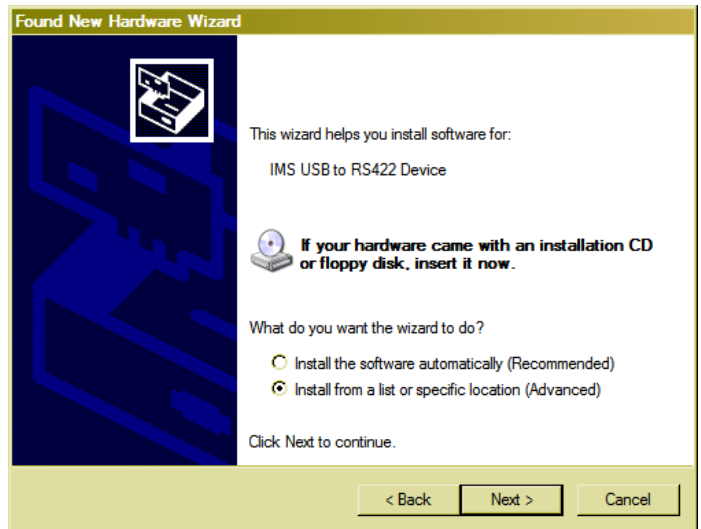 Found New Hardware Wizard
This wizard helps you install software for:
IMS USB to RS422 Device
If your hardware came with an installation CD
or floppy disk, insert it now.
What do you want the wizard to do?
Install the software automatically (Recommended)
Install from a list or specific location (Advanced)
Click Next to continue.
< Back
Next >
Cancel